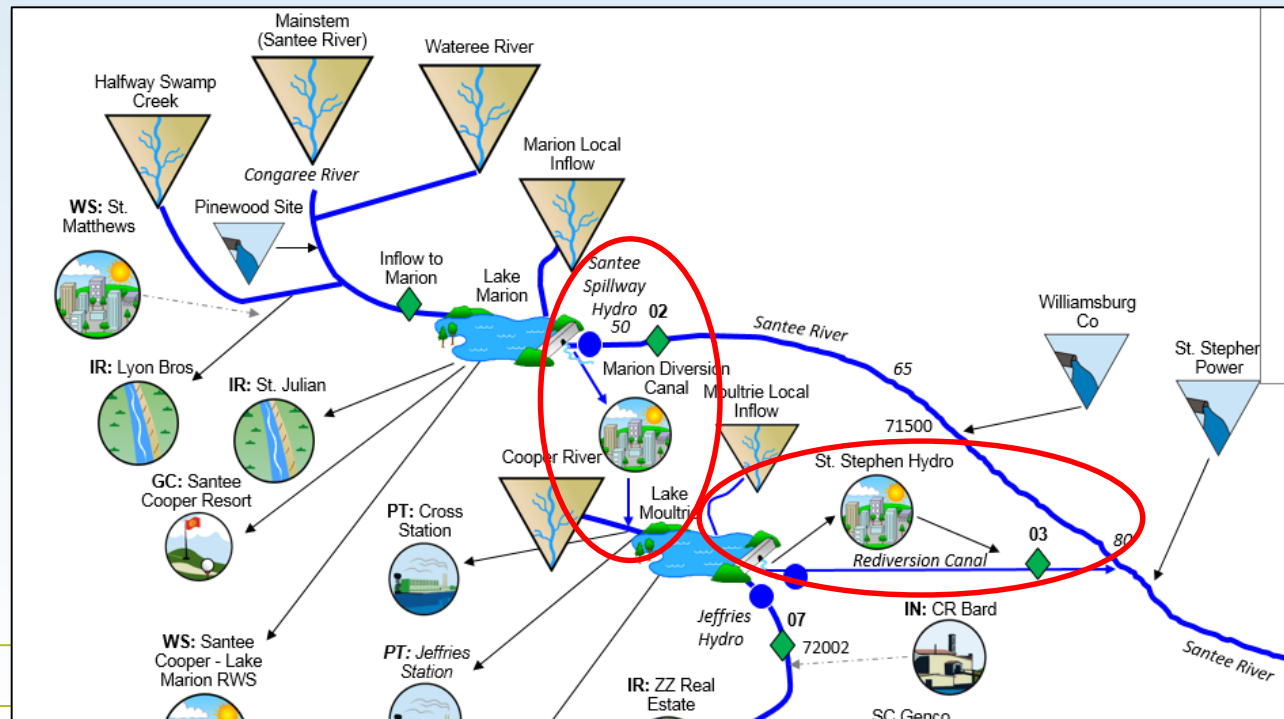 Mainstem
(Santee River)
Wateree River
Halfway Swamp
Creek
Marion Local
Inflow
Congaree River
WS: St.
Matthews
Pinewood Site
Inflow to
Marion
Lake
Marion
Santee
Spillway
Hydro
50
02
Santee River
Williamsburg
Co
St. Stepher
Power
IR: Lyon Bros
IR: St. Julian
Marion Diversion
Canal
65
Moultrie Local
Inflow
71500
Cooper River
St. Stephen Hydro
GC: Santee
Cooper Resort
PT: Cross
Station
Lake
Moultrie
03
80
Rediversion Canal
WS: Santee
Cooper - Lake
Marion RWS
PT: Jeffries
Station
Jeffries
Hydro
07
72002
IN: CR Bard
Santee River
IR: ZZ Real
Estate
SC Genco